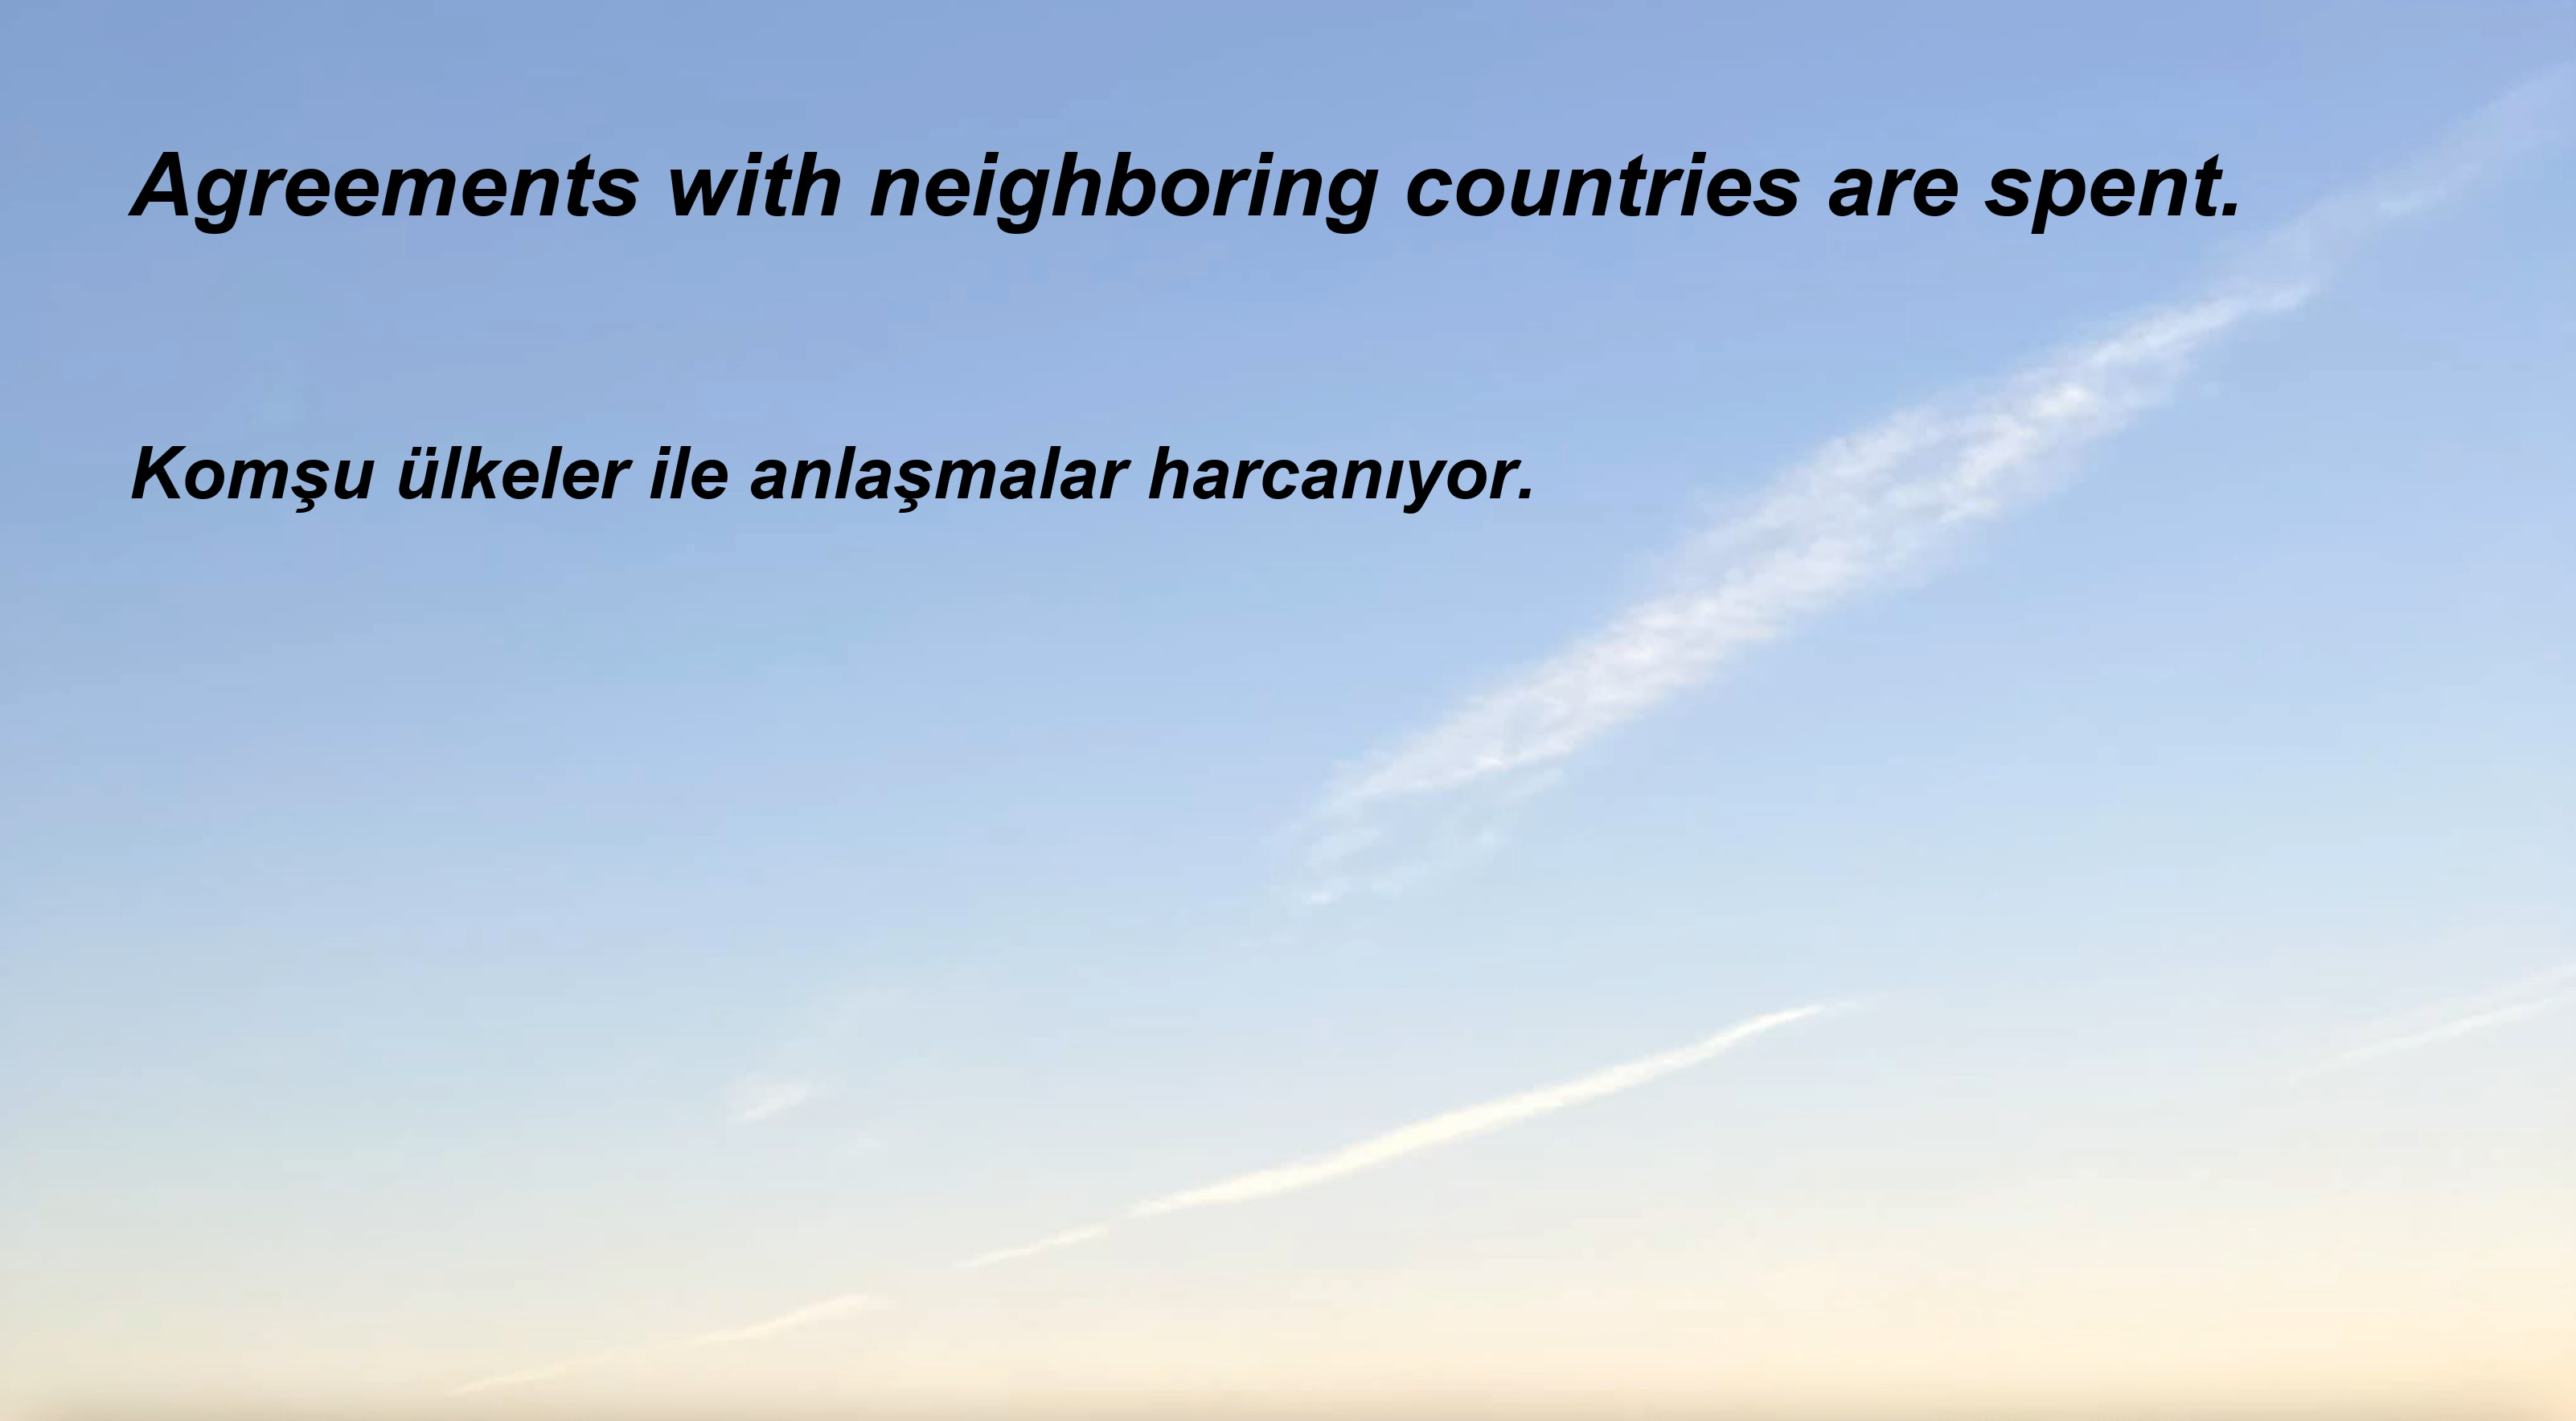 Agreements with neighboring countries are spent.
Komşu ülkeler ile anlaşmalar harcanıyor.